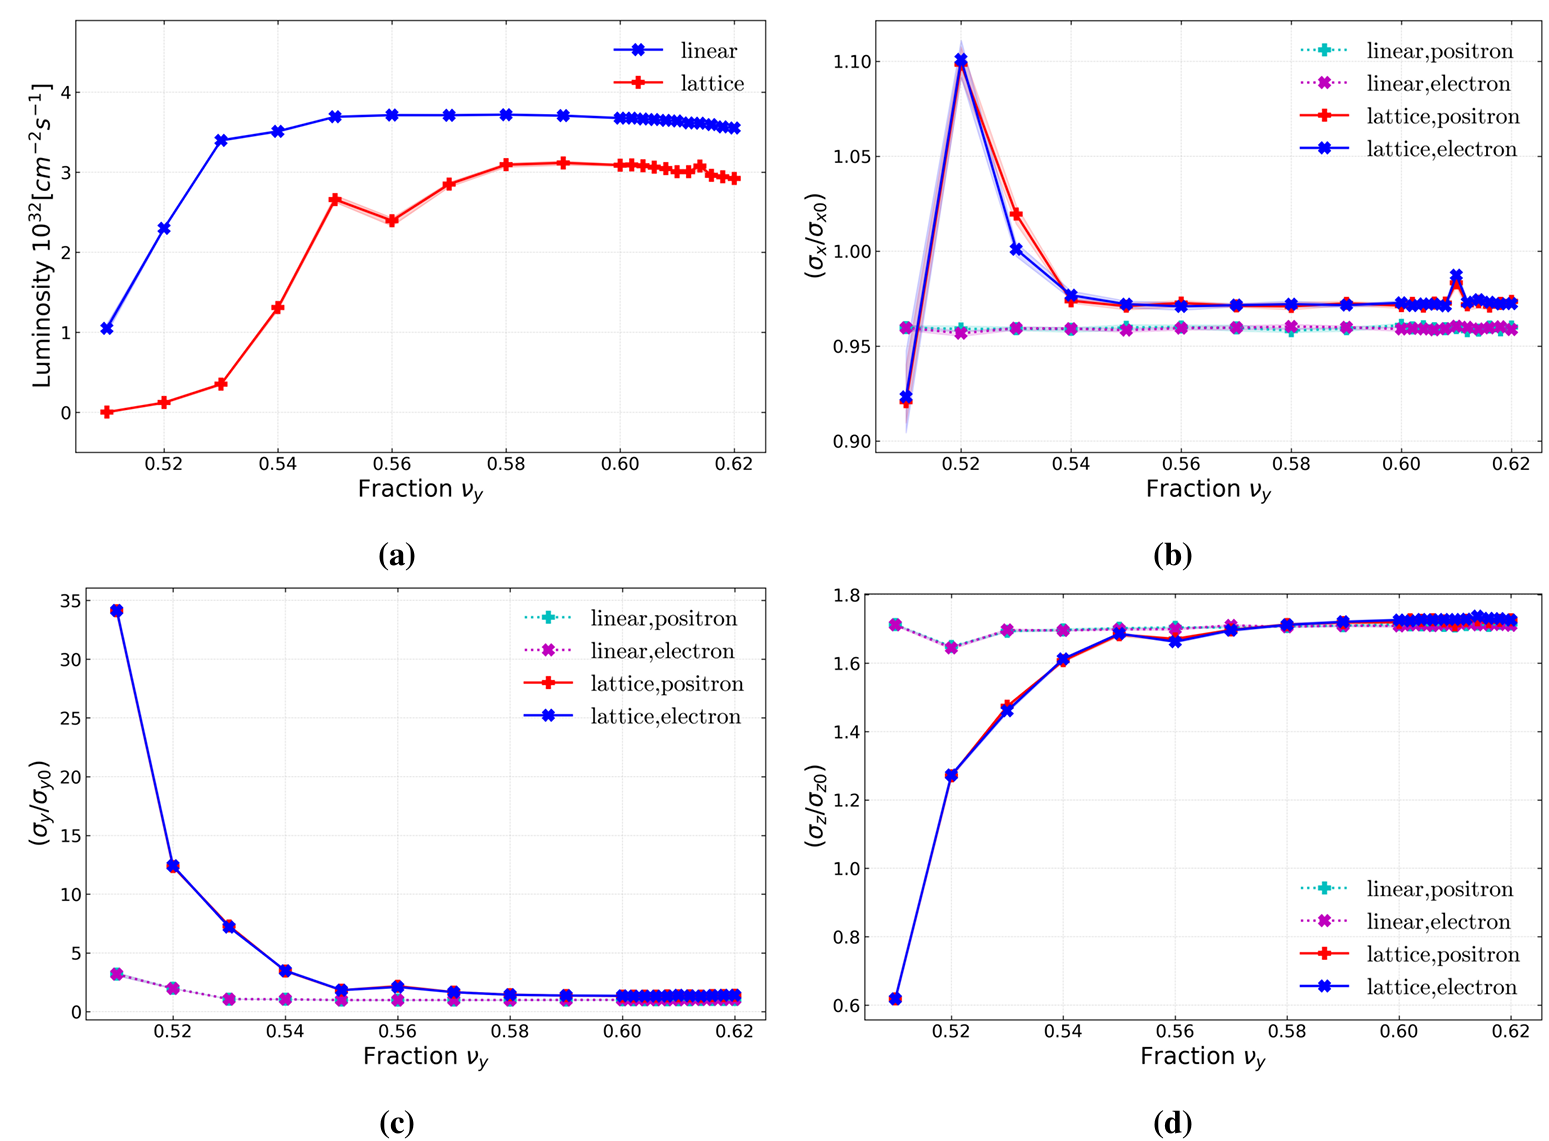 linear
lattice
Luminosity 10³²[cm⁻²s⁻¹]
4
3
2
1
0
0.52 0.54 0.56 0.58 0.60 0.62
Fraction ν_y
(a)
linear,positron
linear,electron
lattice,positron
lattice,electron
(σ_x/σ_x0)
1.10
1.05
1.00
0.95
0.90
0.52 0.54 0.56 0.58 0.60 0.62
Fraction ν_y
(b)
linear,positron
linear,electron
lattice,positron
lattice,electron
(σ_y/σ_y0)
35
30
25
20
15
10
5
0
0.52 0.54 0.56 0.58 0.60 0.62
Fraction ν_y
(c)
(σ_z/σ_z0)
1.8
1.6
1.4
1.2
1.0
0.8
0.6
linear,positron
linear,electron
lattice,positron
lattice,electron
0.52 0.54 0.56 0.58 0.60 0.62
Fraction ν_y
(d)